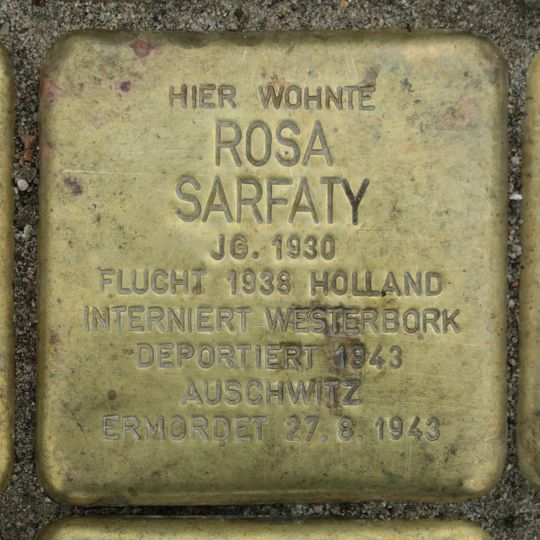 HIER WOHNTE
ROSA
SARFATY
JG. 1930
FLUCHT 1938 HOLLAND
INTERNIERT WESTERBORK
DEPORTIERT 1943
AUSCHWITZ
ERMORDET 27.8.1943